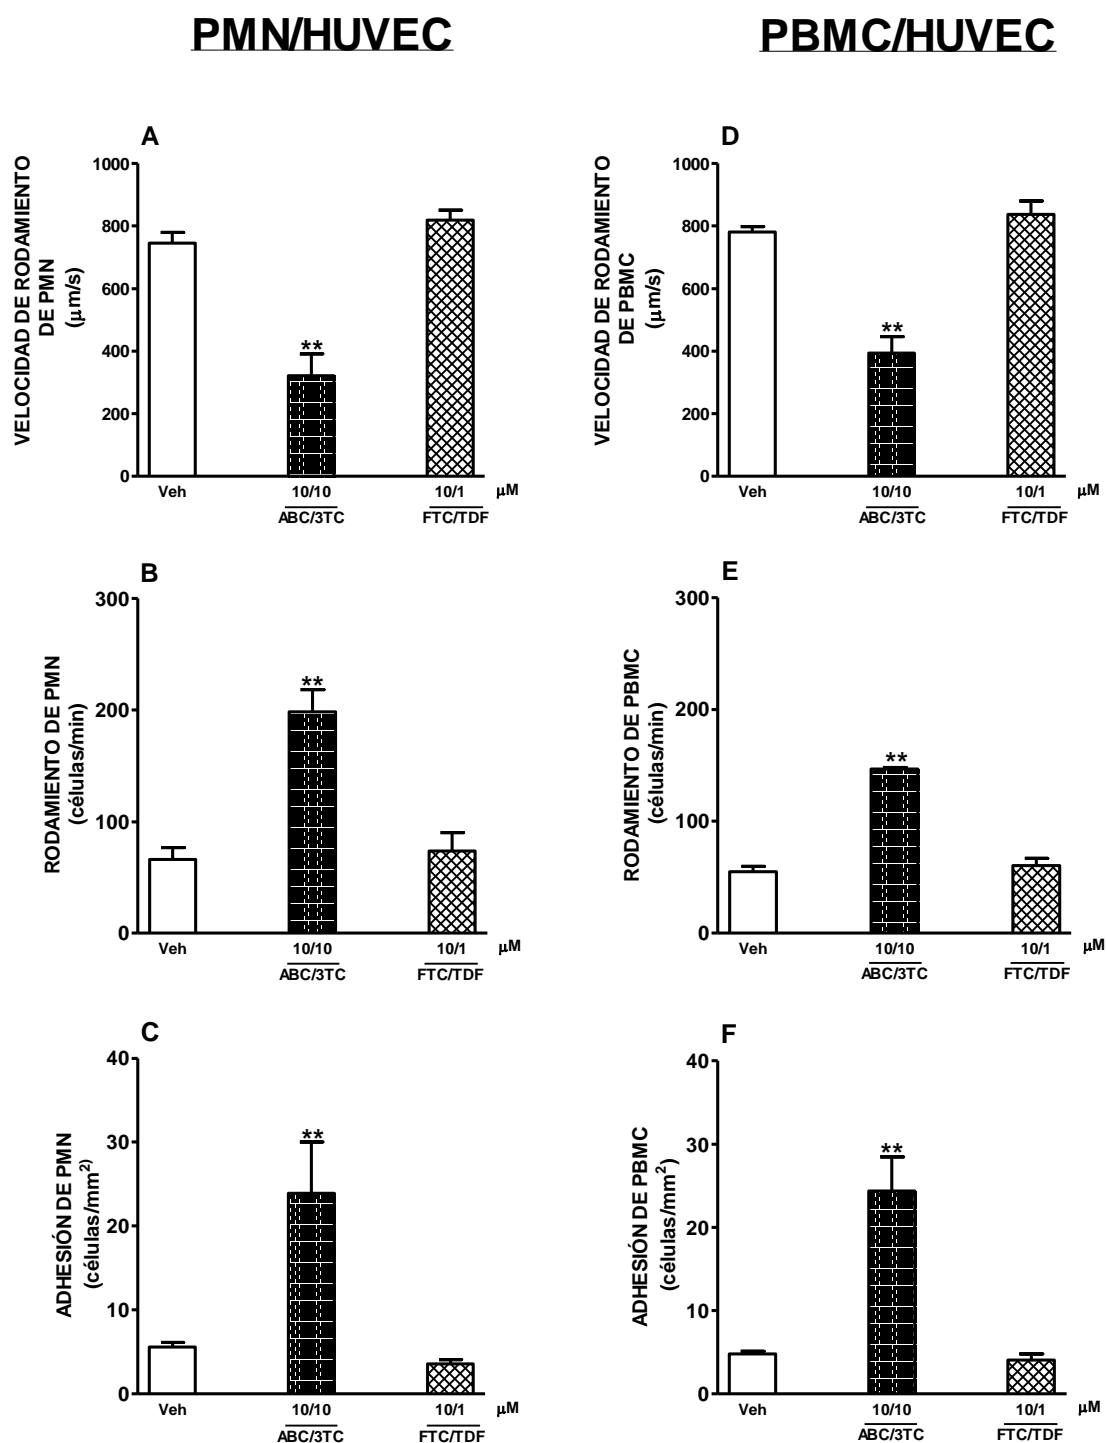 PMN/HUVEC
PBMC/HUVEC
A
VELOCIDAD DE RODAMIENTO
DE PMN
(μm/s)
1000
800
600
400
200
0
**
Veh
10/10
10/1
μM
ABC/3TC
FTC/TDF
D
VELOCIDAD DE RODAMIENTO
DE PBMC
(μm/s)
1000
800
600
400
200
0
**
Veh
10/10
10/1
μM
ABC/3TC
FTC/TDF
B
RODAMIENTO DE PMN
(células/min)
300
200
100
0
**
Veh
10/10
10/1
μM
ABC/3TC
FTC/TDF
E
RODAMIENTO DE PBMC
(células/min)
300
200
100
0
**
Veh
10/10
10/1
μM
ABC/3TC
FTC/TDF
C
ADHESIÓN DE PMN
(células/mm²)
40
30
20
10
0
**
Veh
10/10
10/1
μM
ABC/3TC
FTC/TDF
F
ADHESIÓN DE PBMC
(células/mm²)
40
30
20
10
0
**
Veh
10/10
10/1
μM
ABC/3TC
FTC/TDF